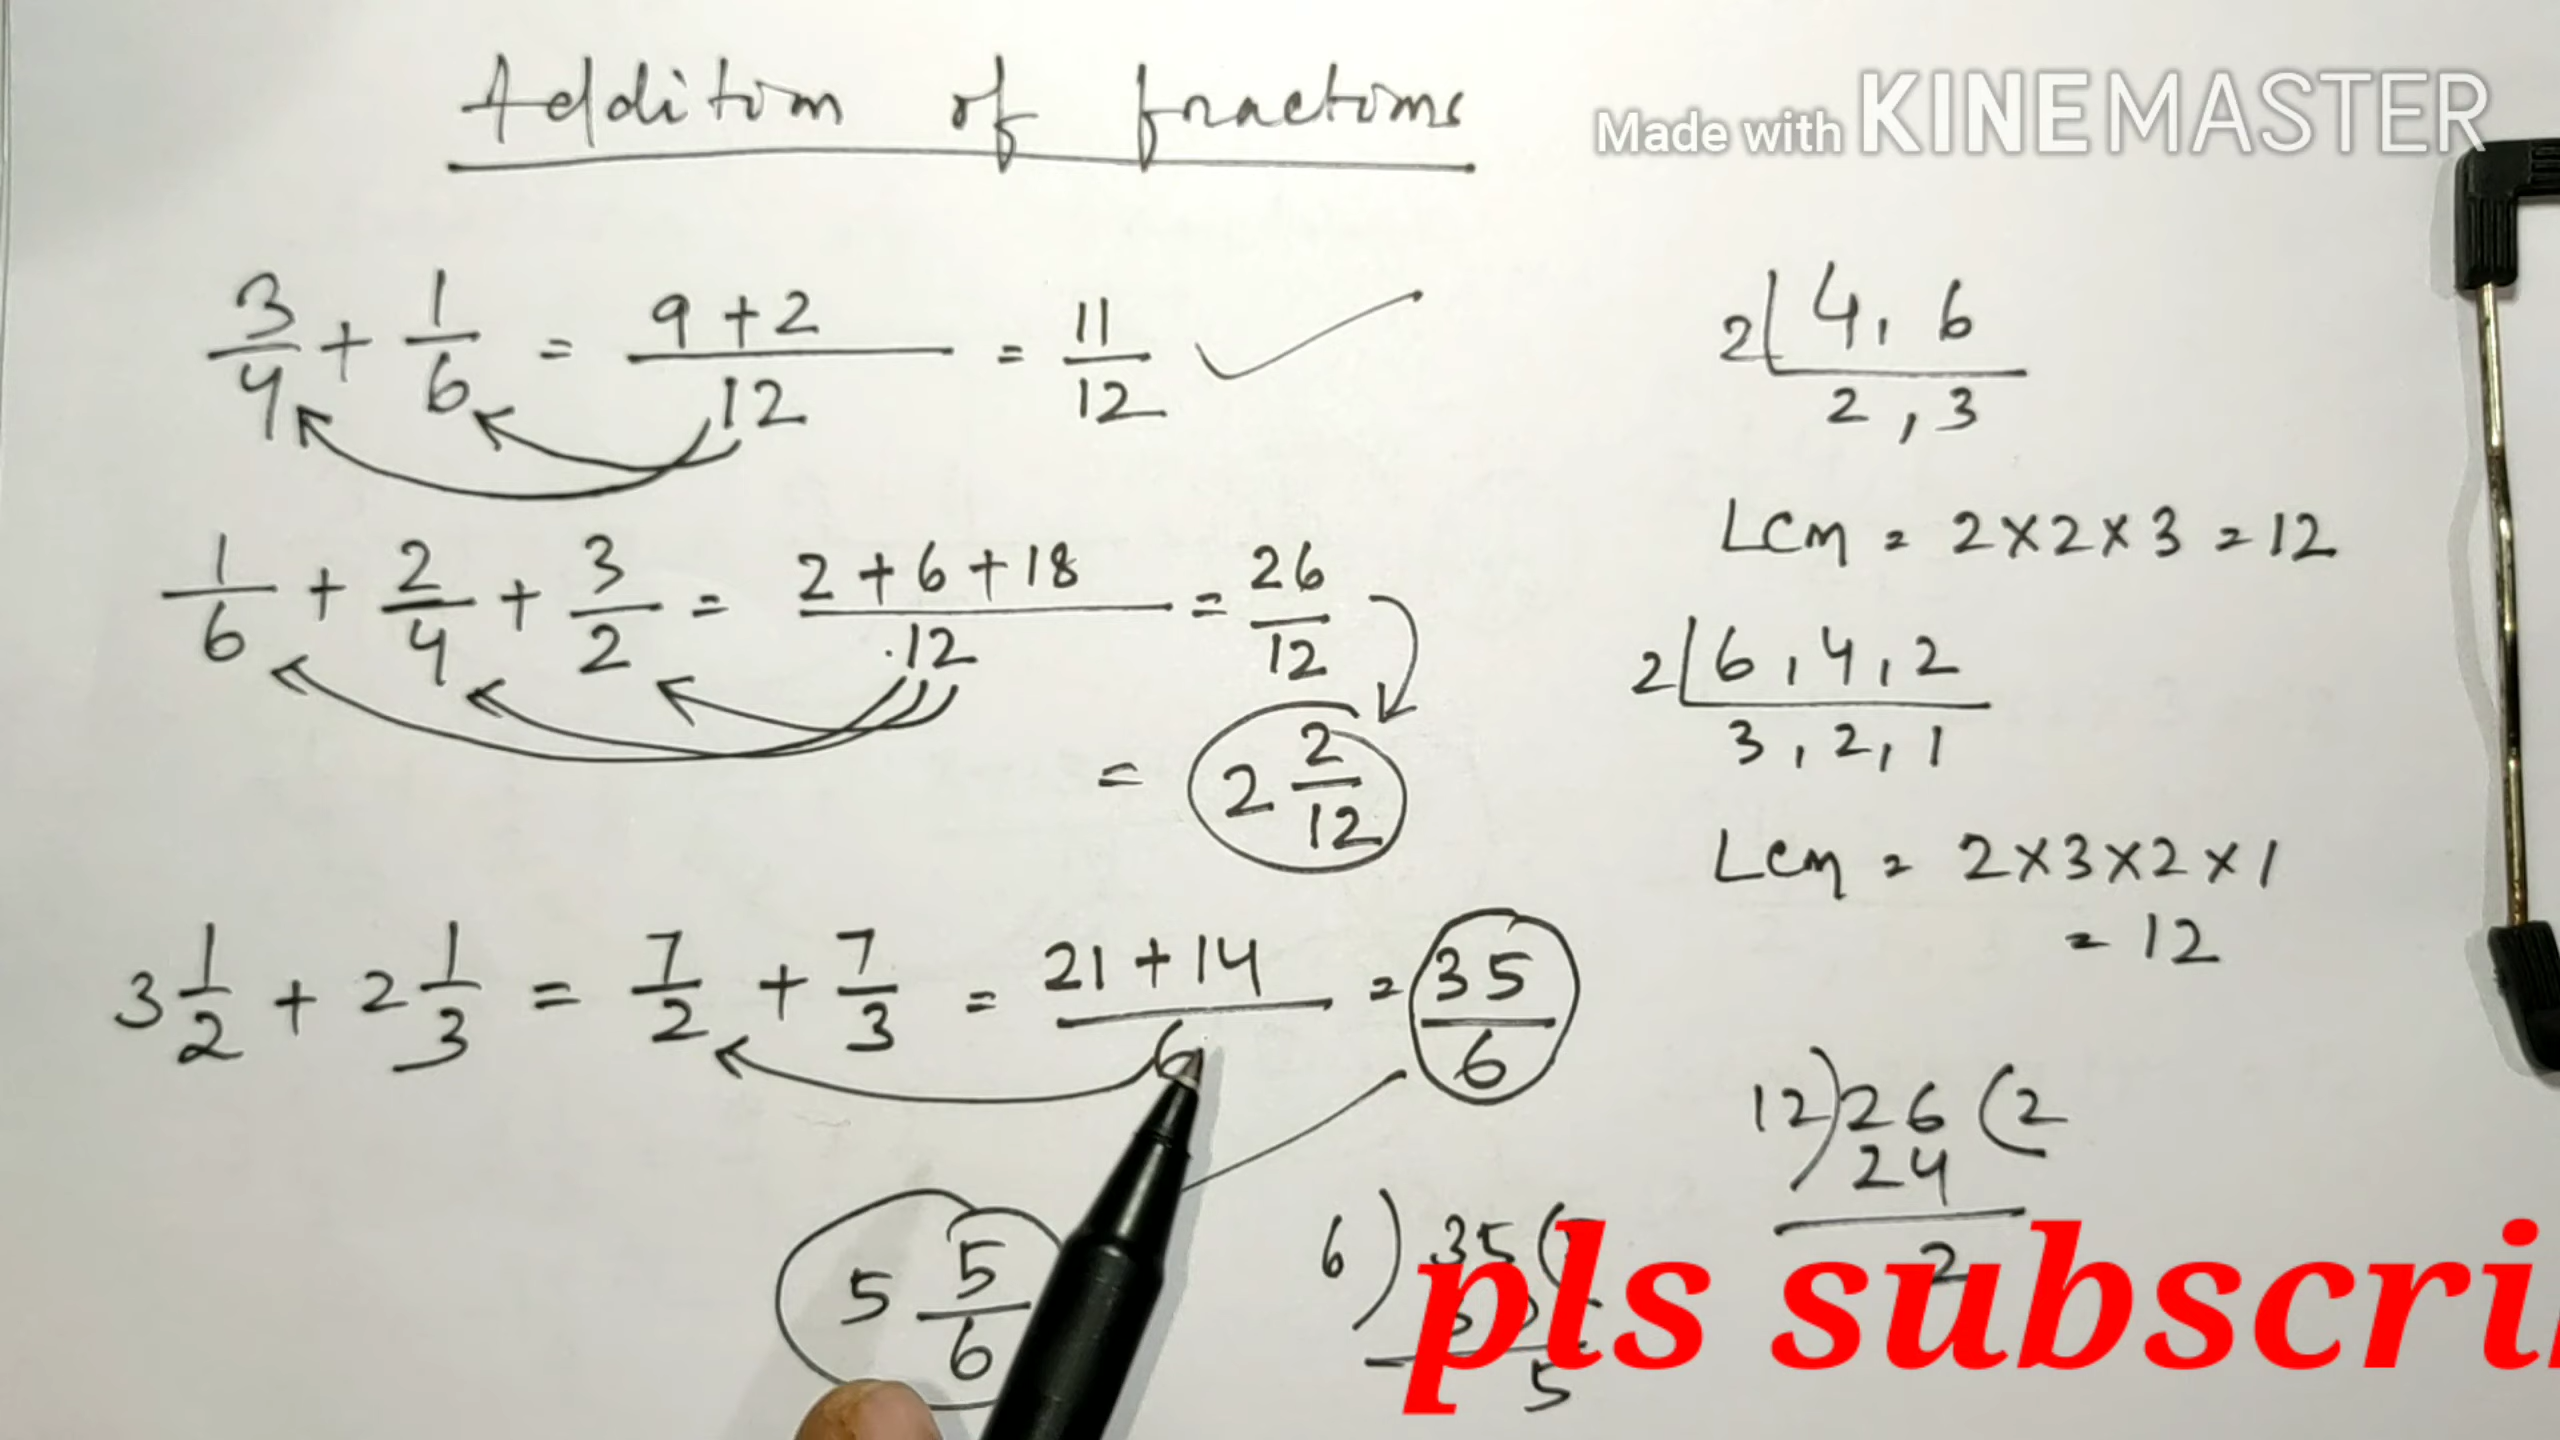 Addition of fractions
Made with KINEMASTER
3/4 + 1/6 = (9 + 2)/12 = 11/12 ✓
1/6 + 2/4 + 3/2 = (2 + 6 + 18)/12 = 26/12
= 2 2/12
3 1/2 + 2 1/3 = 7/2 + 7/3 = (21 + 14)/6 = 35/6
5 5/6
2 | 4, 6
2, 3
LCM = 2 × 2 × 3 = 12
2 | 6, 4, 2
3, 2, 1
LCM = 2 × 3 × 2 × 1
= 12
12 ) 26 ( 2
24
2
6 ) 35 (
5
pls subscri